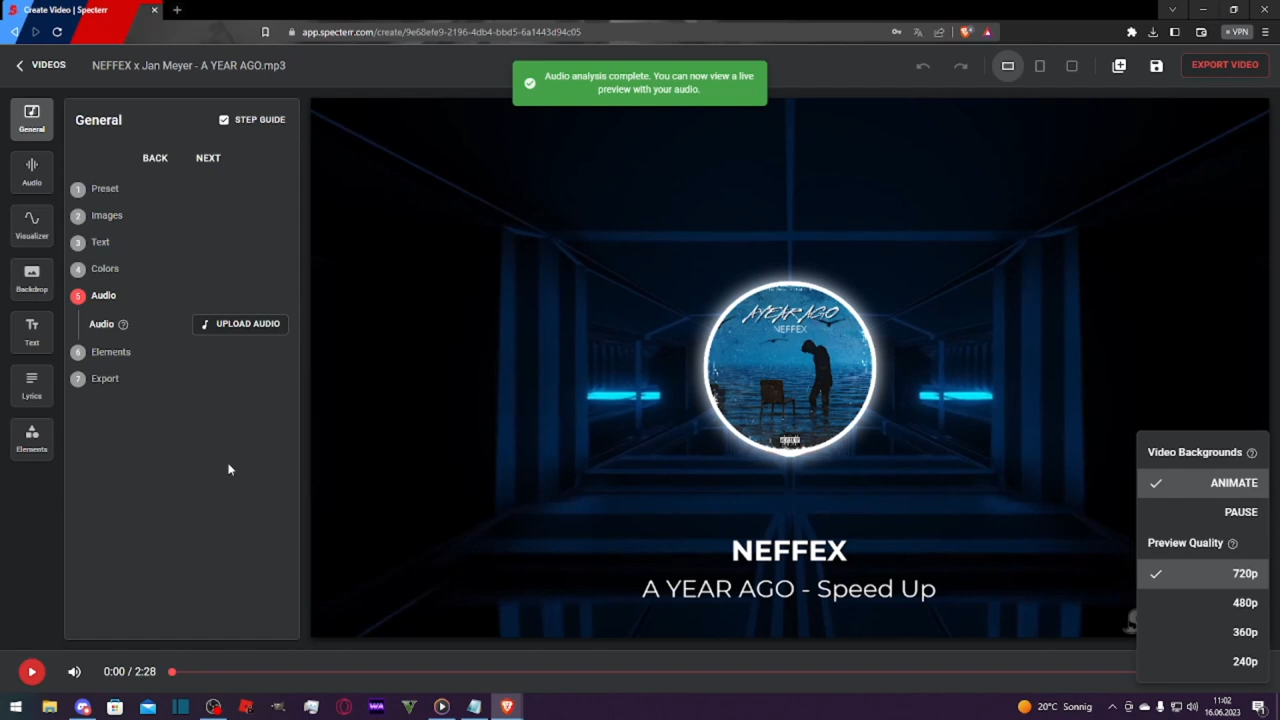 Create Video | Specterr
app.specterr.com/create/9e68efe9-2196-4db4-bbd5-6a1443d94c05
VPN
VIDEOS
NEFFEX x Jan Meyer - A YEAR AGO.mp3
Audio analysis complete. You can now view a live
preview with your audio.
EXPORT VIDEO
General
Audio
Visualizer
Backdrop
Text
Lyrics
Elements
General
STEP GUIDE
BACK
NEXT
1 Preset
2 Images
3 Text
4 Colors
5 Audio
Audio
UPLOAD AUDIO
6 Elements
7 Export
A YEAR AGO
NEFFEX
NEFFEX
A YEAR AGO - Speed Up
Video Backgrounds
ANIMATE
PAUSE
Preview Quality
720p
480p
360p
240p
0:00 / 2:28
20°C Sonnig
11:02
16.06.2023